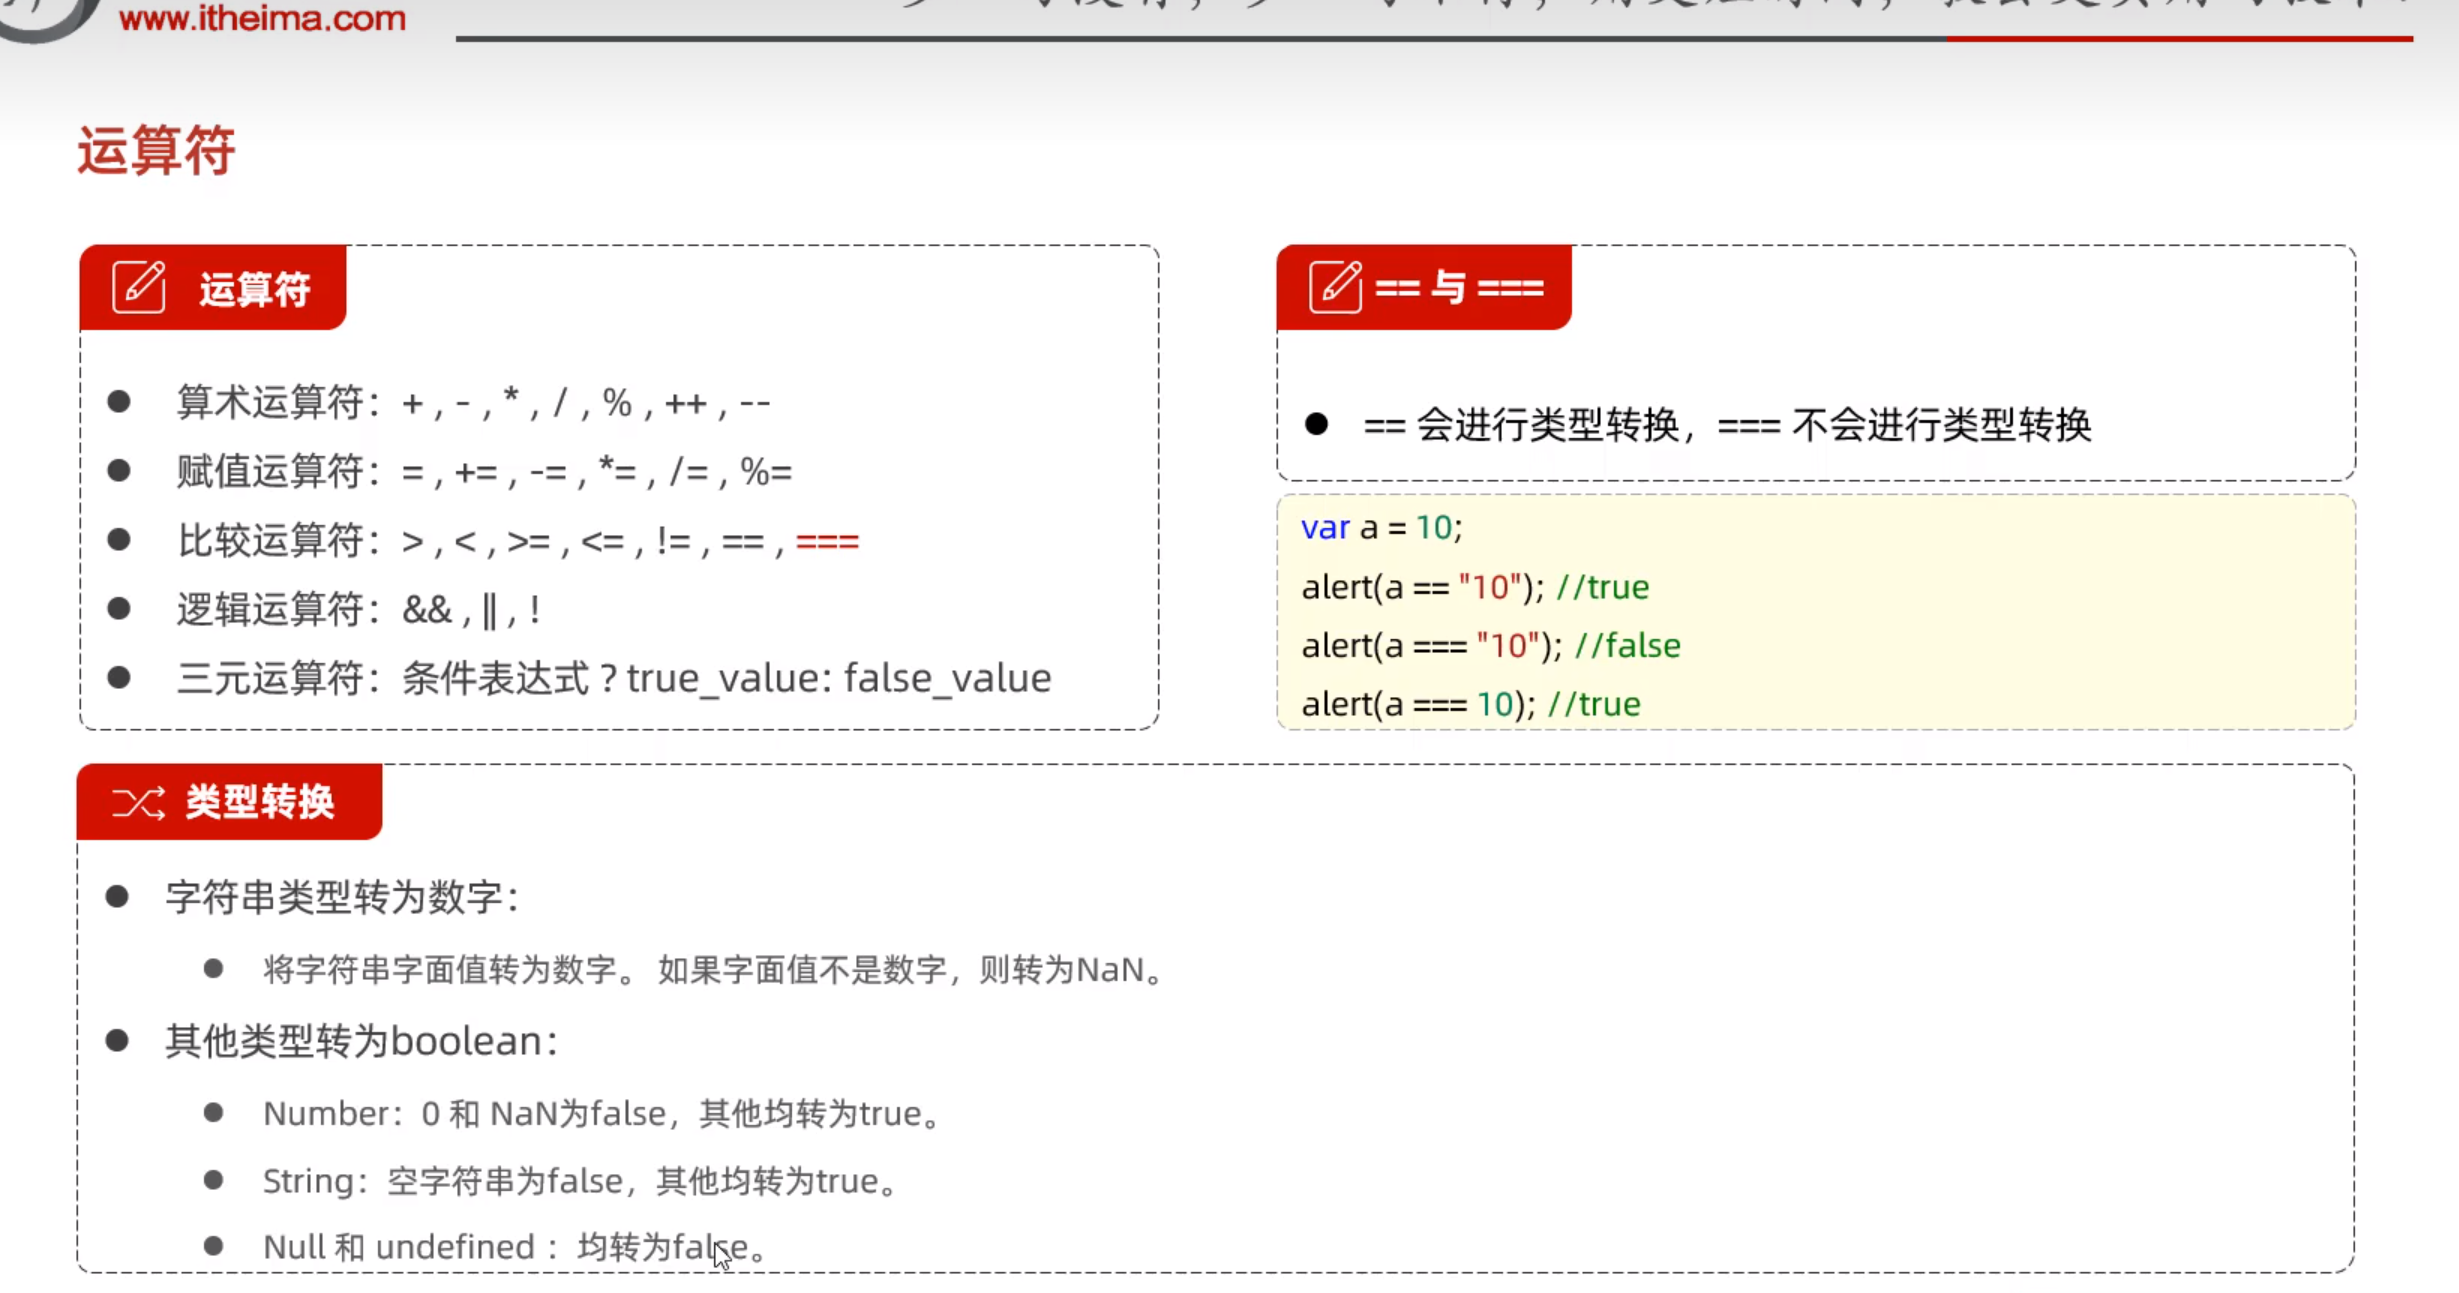 www.itheima.com
运算符
运算符
算术运算符：+ , - , * , / , % , ++ , --
赋值运算符：= , += , -= , *= , /= , %=
比较运算符：> , < , >= , <= , != , == , ===
逻辑运算符：&& , || , !
三元运算符：条件表达式 ? true_value: false_value
== 与 ===
== 会进行类型转换，=== 不会进行类型转换
var a = 10;
alert(a == "10"); //true
alert(a === "10"); //false
alert(a === 10); //true
类型转换
字符串类型转为数字：
将字符串字面值转为数字。 如果字面值不是数字，则转为NaN。
其他类型转为boolean：
Number：0 和 NaN为false，其他均转为true。
String：空字符串为false，其他均转为true。
Null 和 undefined ：均转为false。